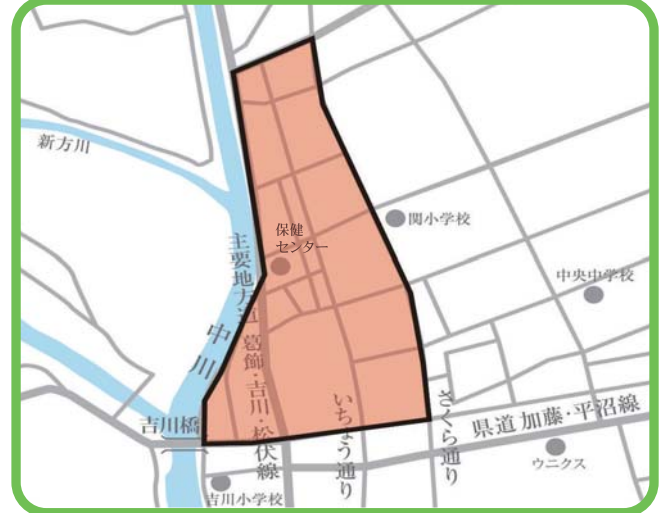 新方川
関小学校
保健
センター
中央中学校
主要地方道 葛飾・吉川・松伏線
中川
いちょう通り
さくら通り
県道 加藤・平沼線
吉川橋
ウニクス
吉川小学校